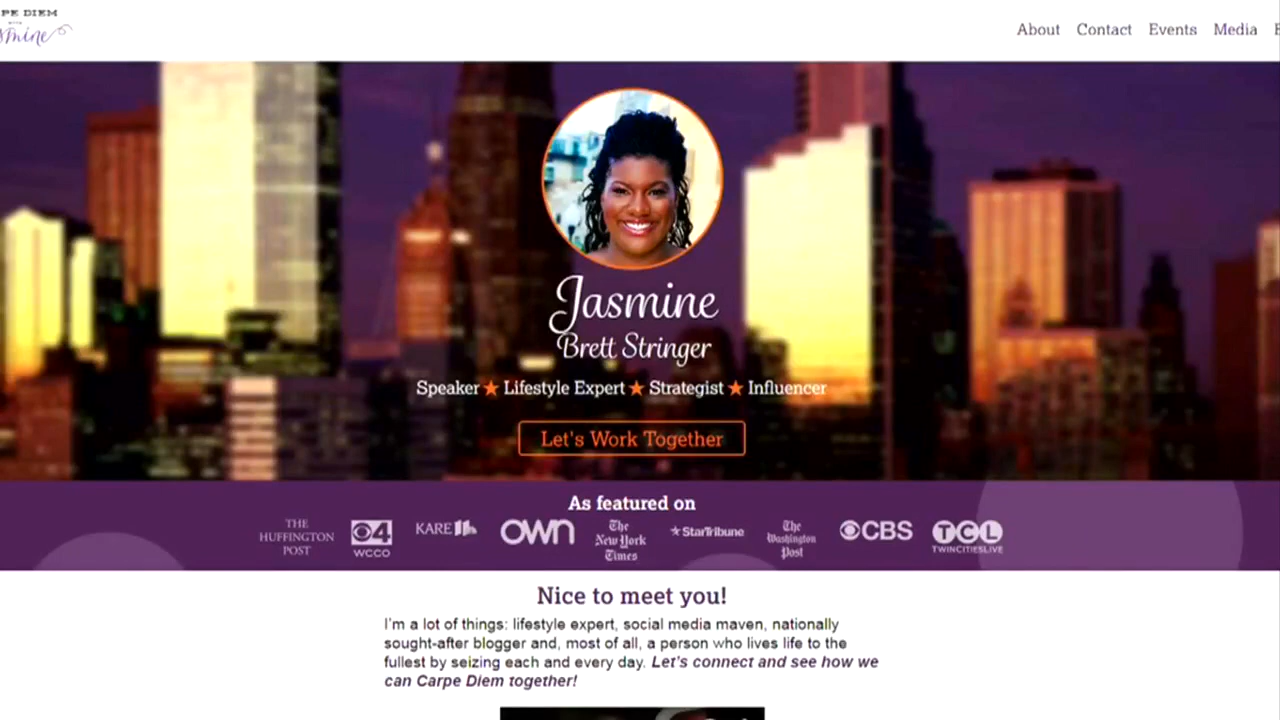 PE DIEM
About Contact Events Media
Jasmine
Brett Stringer
Speaker ★ Lifestyle Expert ★ Strategist ★ Influencer
Let's Work Together
As featured on
THE HUFFINGTON POST
4 WCCO
KARE 11
OWN
The New York Times
StarTribune
The Washington Post
CBS
TCL TWINCITIESLIVE
Nice to meet you!
I'm a lot of things: lifestyle expert, social media maven, nationally
sought-after blogger and, most of all, a person who lives life to the
fullest by seizing each and every day. Let's connect and see how we
can Carpe Diem together!